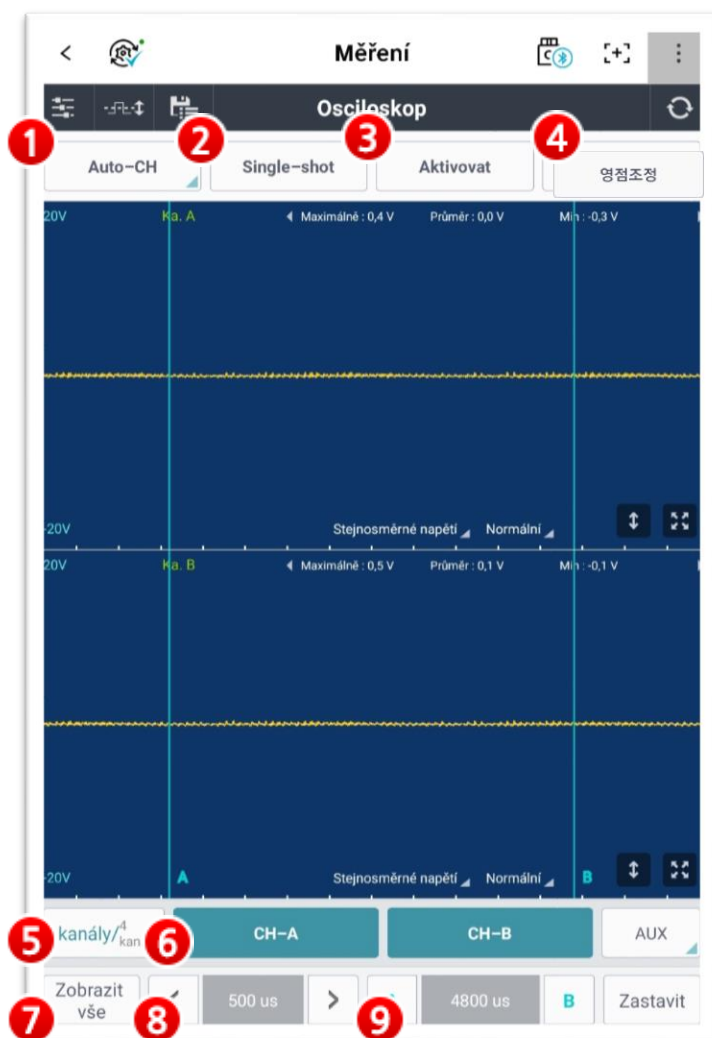 Měření
Osciloskop
1 2 3 4
Auto-CH Single-shot Aktivovat 영점조정
20V Ka. A Maximálně : 0,4 V Průměr : 0,0 V Min : -0,3 V
-20V Stejnosměrné napětí Normální
20V Ka. B Maximálně : 0,5 V Průměr : 0,1 V Min : -0,1 V
-20V A Stejnosměrné napětí Normální B
5 kanály/4 kan 6 CH-A CH-B AUX
Zobrazit
vše 500 us > 4800 us B Zastavit
7 8 9